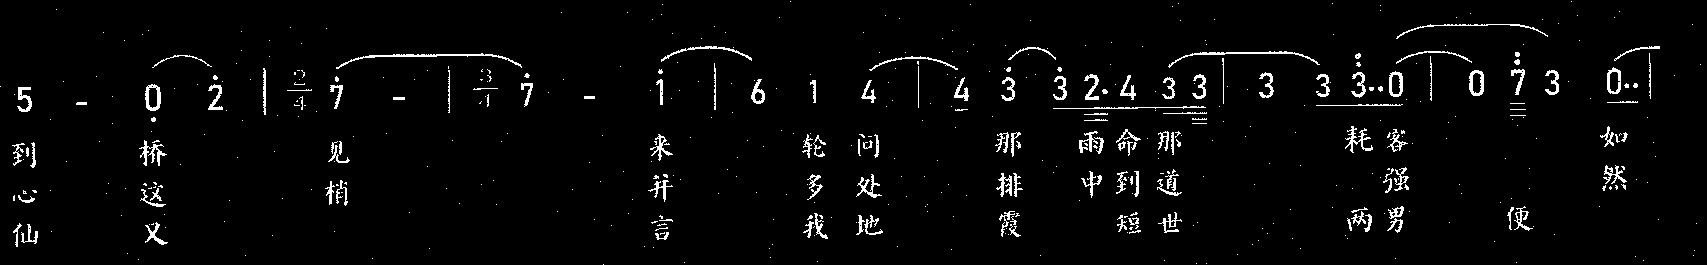 5 - 0 2 | 2/4 7 - | 3/4 7 - 1 | 6 1 4 | 4 3 3 2. 4 3 3 | 3 3 3.. 0 | 0 7 3 0.. |
到 桥 见 来 轮 问 那 雨 命 那 耗 客 如
心 这 梢 并 多 处 排 中 到 道 强 然
仙 又 言 我 地 霞 短 世 两 男 便